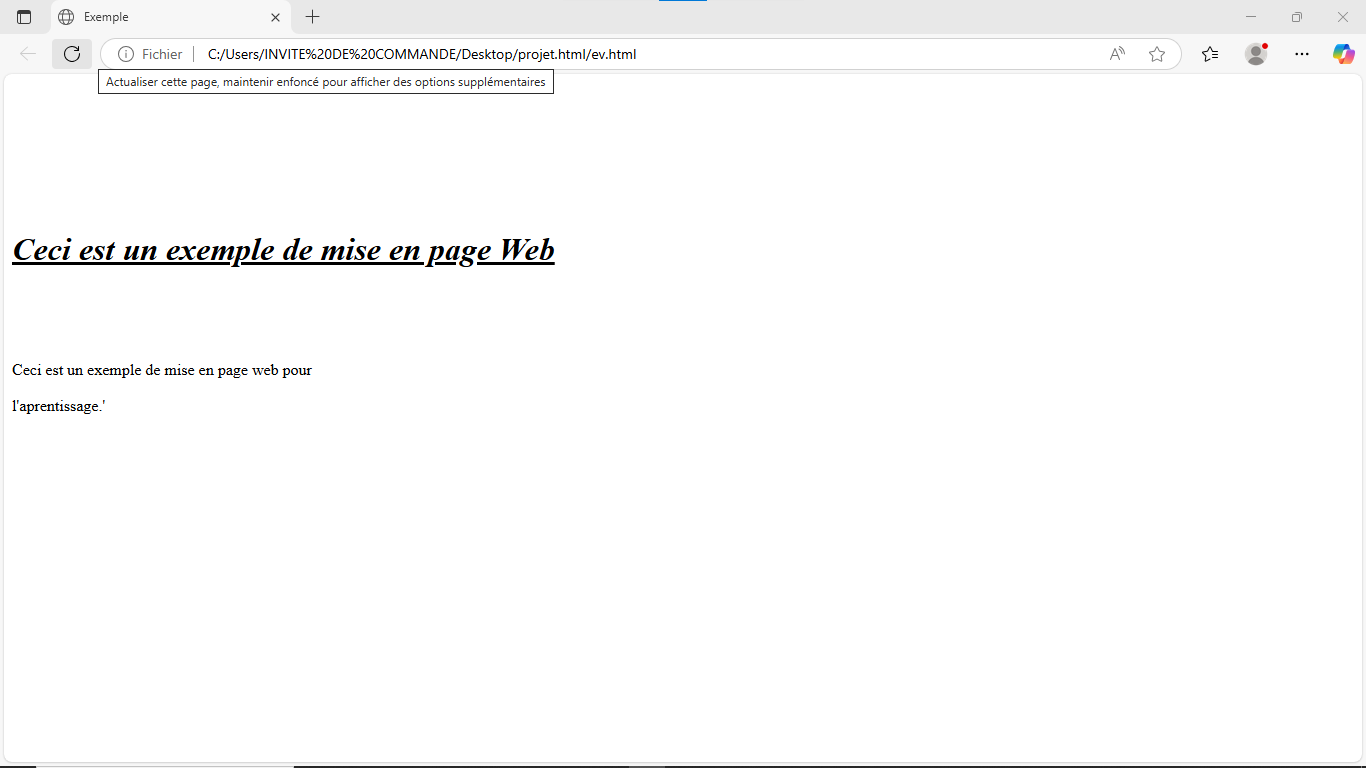 Exemple
Fichier C:/Users/INVITE%20DE%20COMMANDE/Desktop/projet.html/ev.html
Actualiser cette page, maintenir enfoncé pour afficher des options supplémentaires
Ceci est un exemple de mise en page Web
Ceci est un exemple de mise en page web pour
l'aprentissage.'